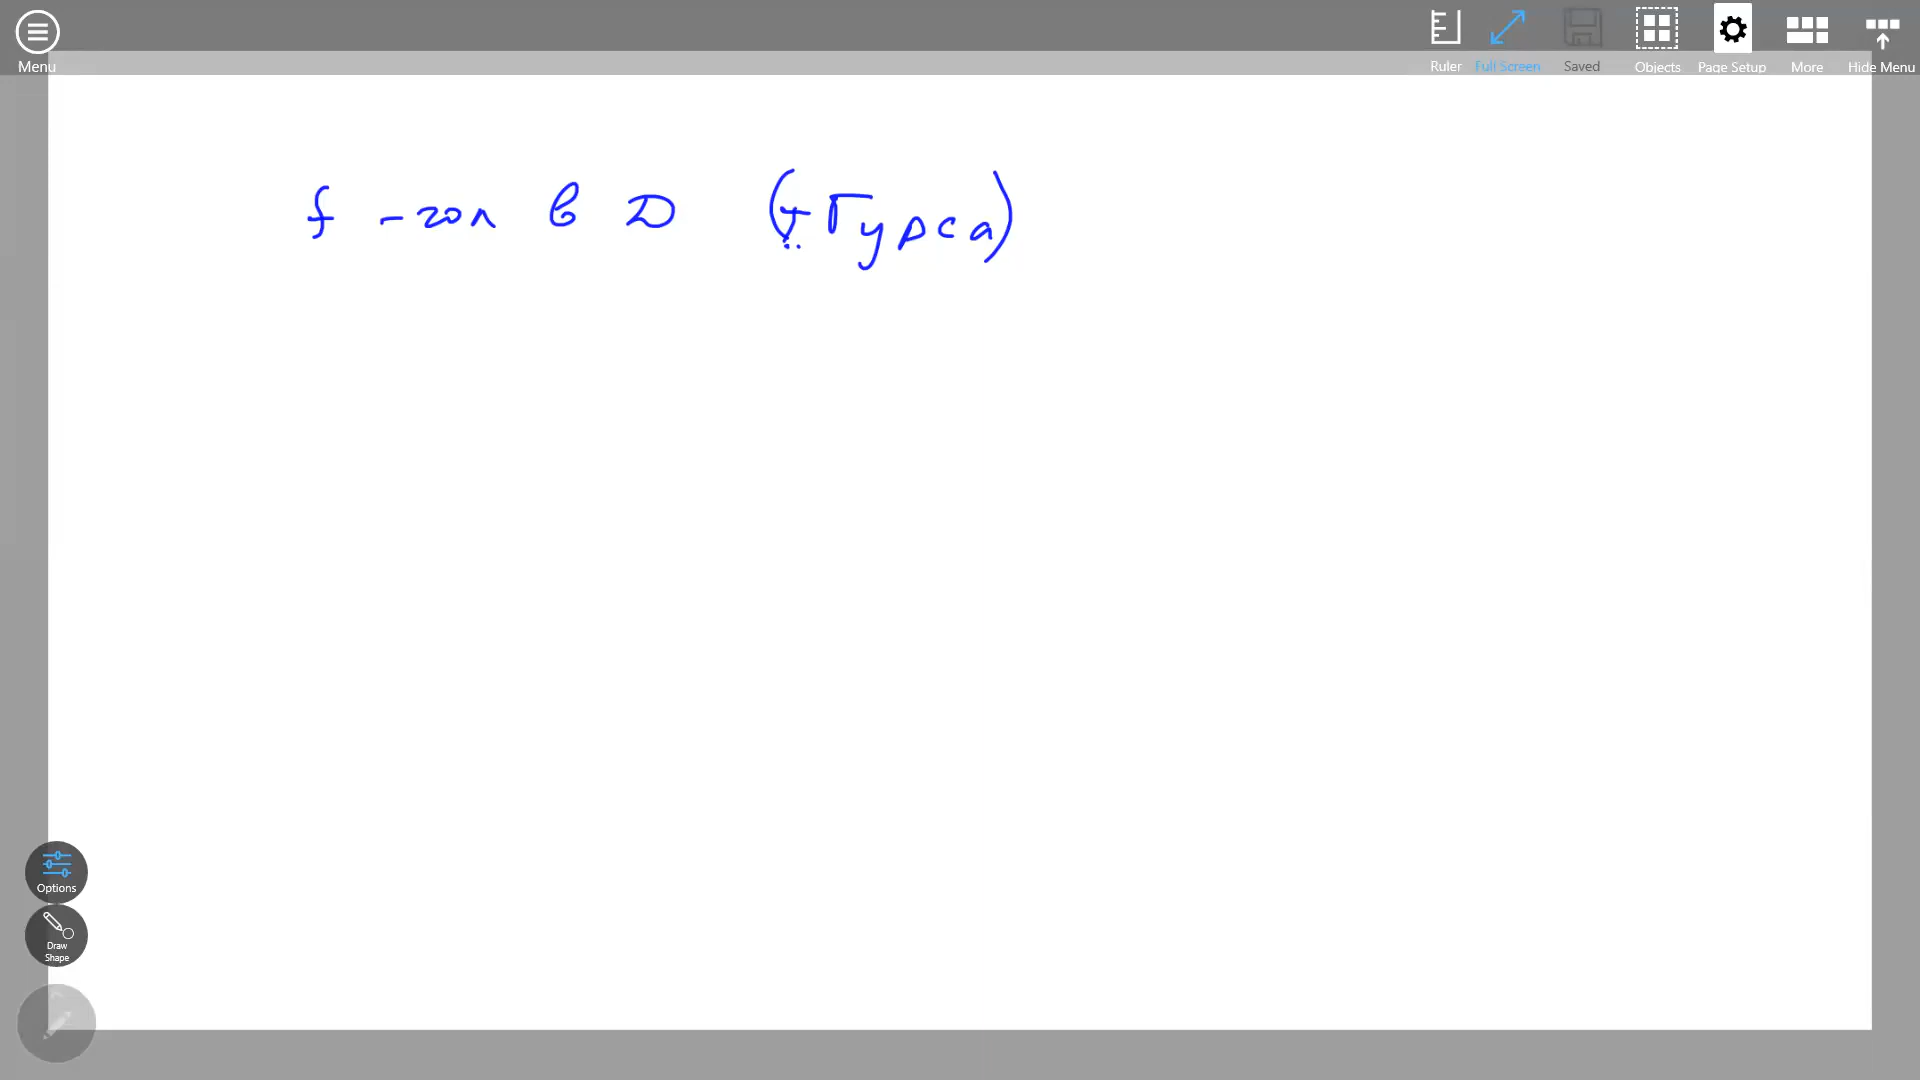 Menu
Ruler Full Screen Saved Objects Page Setup More Hide Menu
f - гол в D (т. Гурса)
Options
Draw
Shape